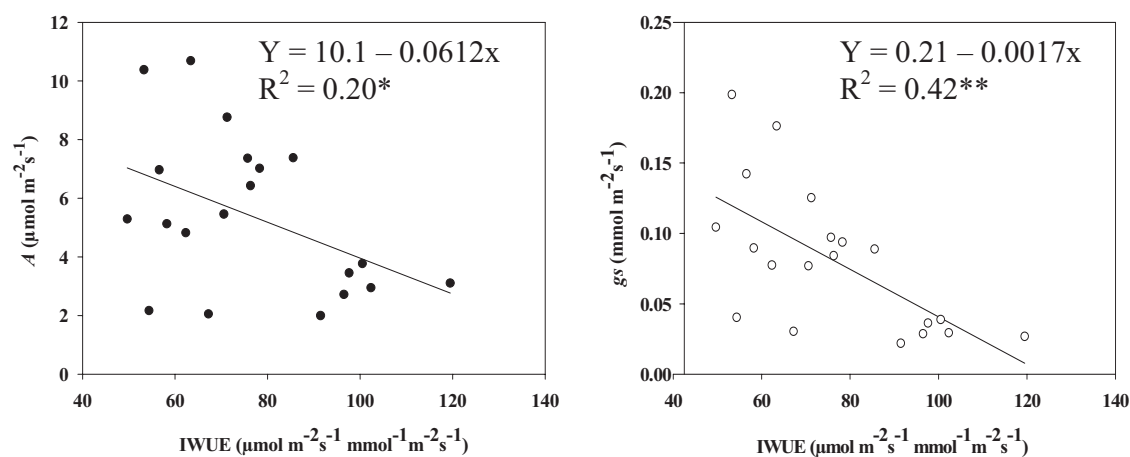 12
10
8
6
4
2
0
A (μmol m⁻²s⁻¹)
Y = 10.1 – 0.0612x
R² = 0.20*
40 60 80 100 120 140
IWUE (μmol m⁻²s⁻¹ mmol⁻¹m⁻²s⁻¹)
0.25
0.20
0.15
0.10
0.05
0.00
gs (mmol m⁻²s⁻¹)
Y = 0.21 – 0.0017x
R² = 0.42**
40 60 80 100 120 140
IWUE (μmol m⁻²s⁻¹ mmol⁻¹m⁻²s⁻¹)